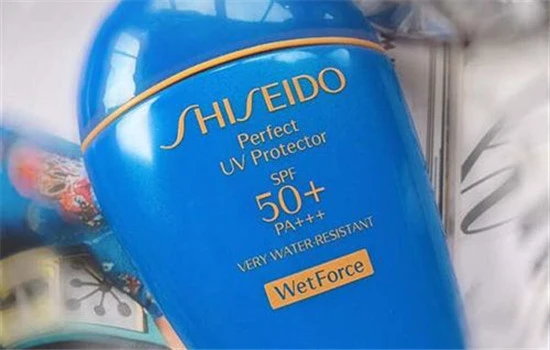 SHISEIDO
Perfect
UV Protector
SPF
50+
PA+++
VERY WATER-RESISTANT
WetForce